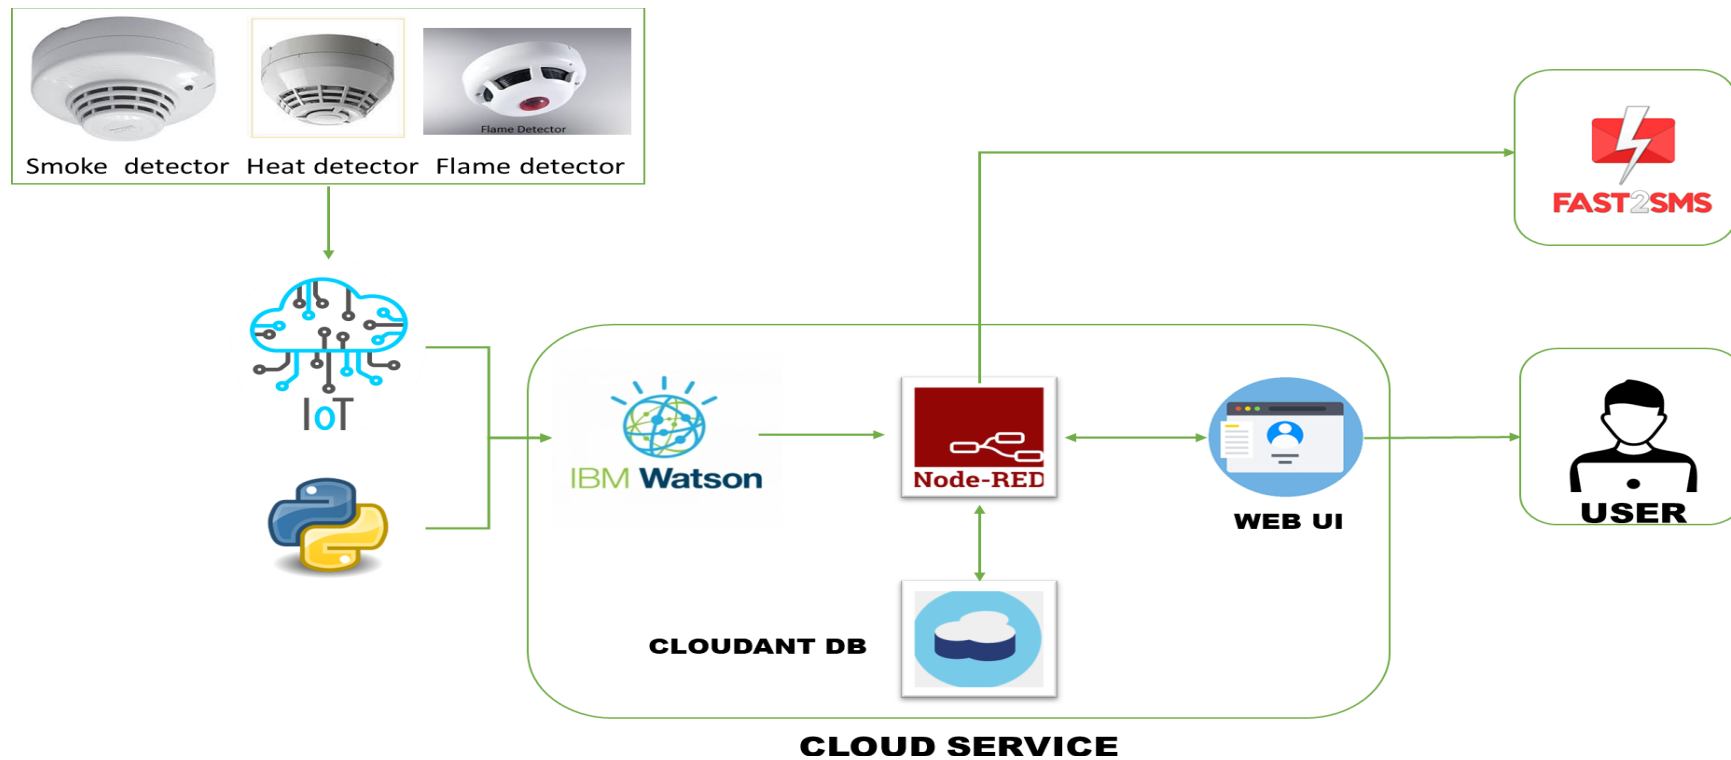 Flame Detector
Smoke detector Heat detector Flame detector
FAST2SMS
IoT
IBM Watson
Node-RED
WEB UI
USER
CLOUDANT DB
CLOUD SERVICE